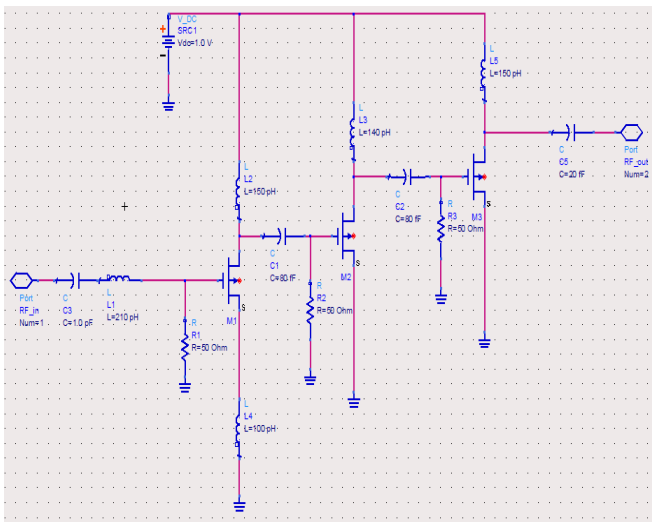 V_DC
SRC1
Vdc=1.0 V
L
L5
L=150 pH
L
L3
L=140 pH
C
C5
C=20 fF
Port
RF_out
Num=2
L
L2
L=150 pH
C
C2
C=80 fF
R
R3
R=50 Ohm
M3
S
C
C1
C=80 fF
M2
S
R
R2
R=50 Ohm
Port
RF_in
Num=1
C
C3
C=1.0 pF
L
L1
L=210 pH
R
R1
R=50 Ohm
M1
S
L
L4
L=100 pH